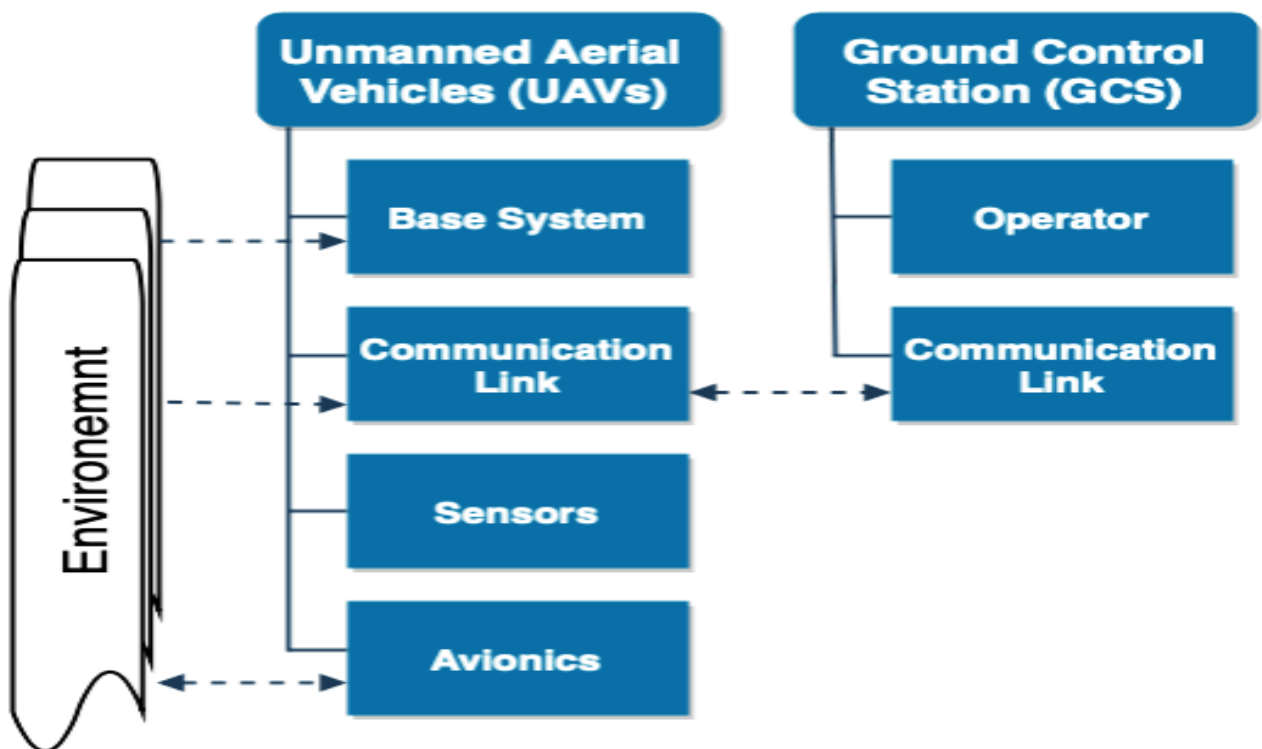 Unmanned Aerial
Vehicles (UAVs)
Ground Control
Station (GCS)
Environemnt
Base System
Operator
Communication
Link
Communication
Link
Sensors
Avionics